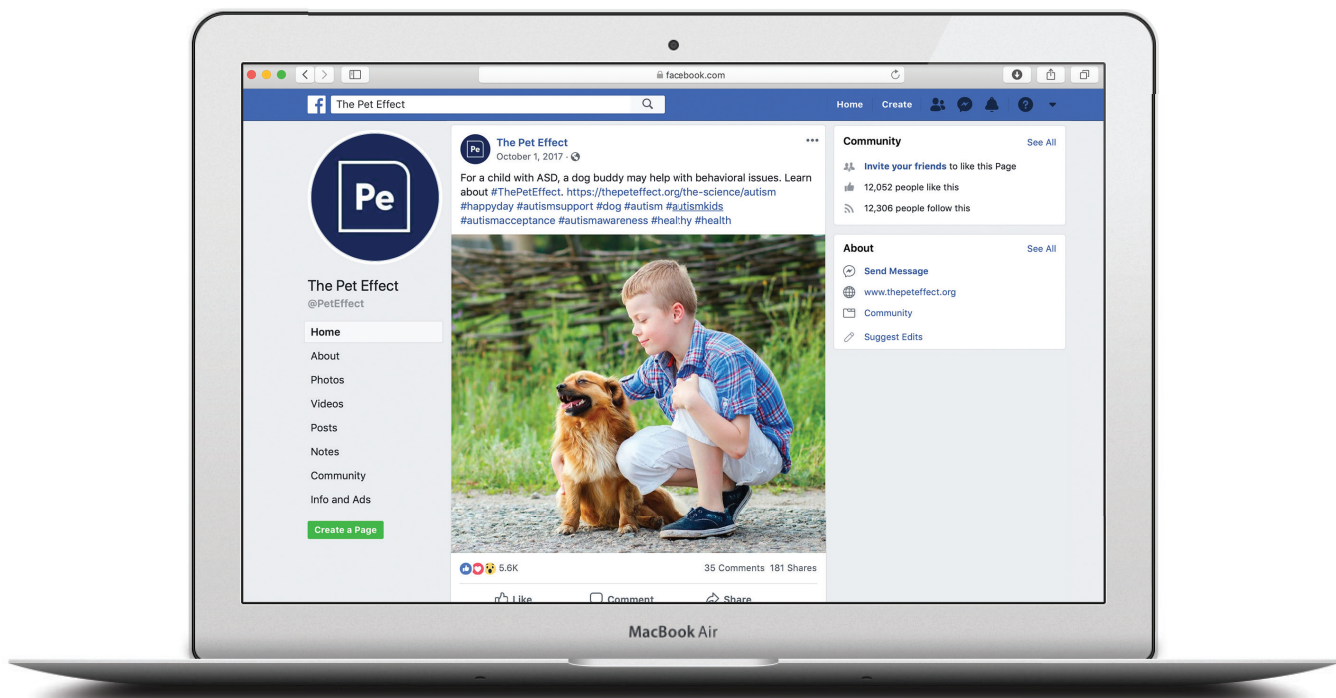 facebook.com
The Pet Effect
Home Create
Pe
The Pet Effect
@PetEffect
Home
About
Photos
Videos
Posts
Notes
Community
Info and Ads
Create a Page
Pe
The Pet Effect
October 1, 2017 ·
For a child with ASD, a dog buddy may help with behavioral issues. Learn
about #ThePetEffect. https://thepeteffect.org/the-science/autism
#happyday #autismsupport #dog #autism #autismkids
#autismacceptance #autismawareness #healthy #health
5.6K
35 Comments 181 Shares
Like Comment Share
Community
See All
Invite your friends to like this Page
12,052 people like this
12,306 people follow this
About
See All
Send Message
www.thepeteffect.org
Community
Suggest Edits
MacBook Air